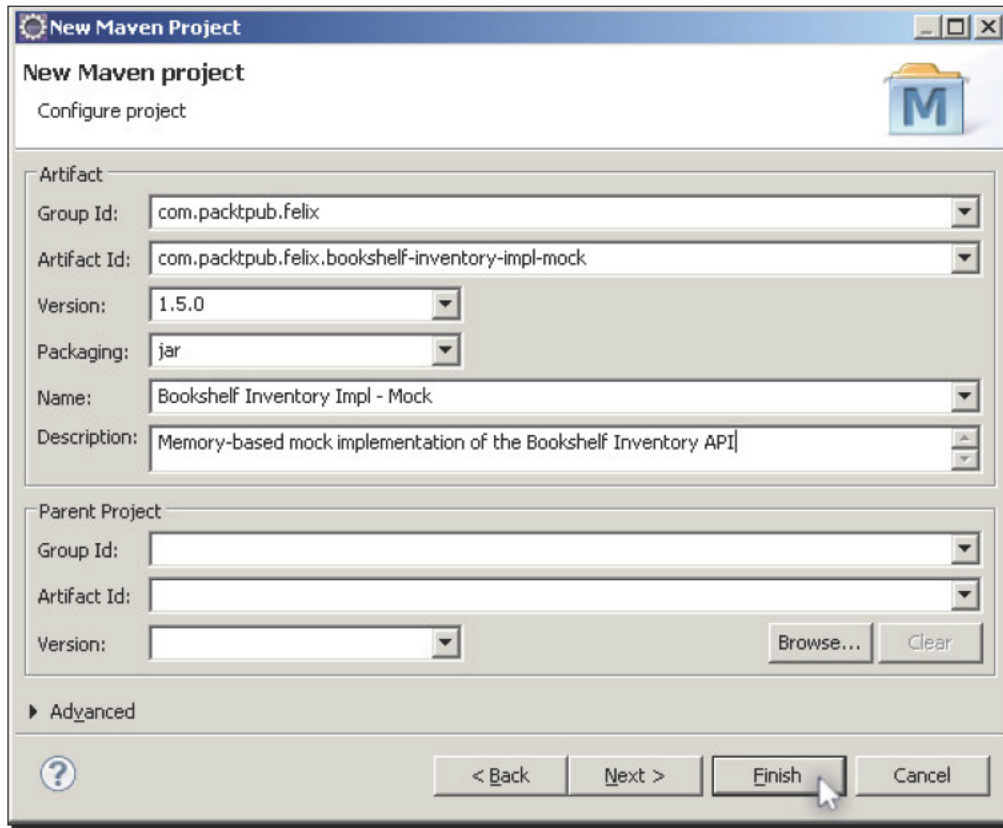 New Maven Project
New Maven project
Configure project
M
Artifact
Group Id: com.packtpub.felix
Artifact Id: com.packtpub.felix.bookshelf-inventory-impl-mock
Version: 1.5.0
Packaging: jar
Name: Bookshelf Inventory Impl - Mock
Description: Memory-based mock implementation of the Bookshelf Inventory API
Parent Project
Group Id:
Artifact Id:
Version: Browse... Clear
Advanced
? < Back Next > Finish Cancel